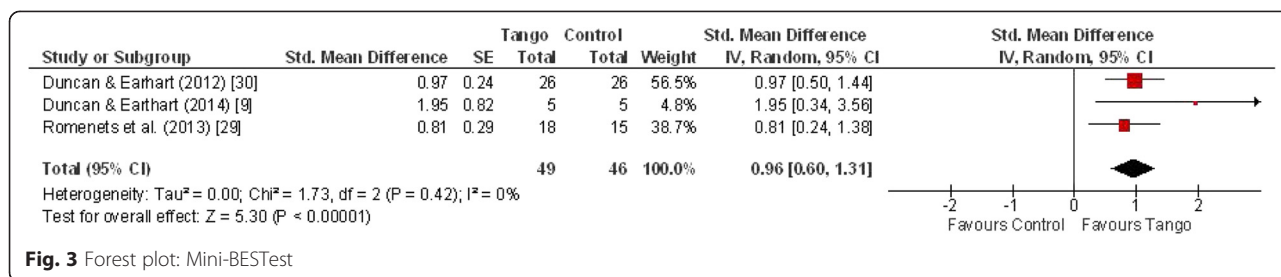 Tango Control Std. Mean Difference Std. Mean Difference
Study or Subgroup Std. Mean Difference SE Total Total Weight IV, Random, 95% CI IV, Random, 95% CI
Duncan & Earhart (2012) [30] 0.97 0.24 26 26 56.5% 0.97 [0.50, 1.44]
Duncan & Earthart (2014) [9] 1.95 0.82 5 5 4.8% 1.95 [0.34, 3.56]
Romenets et al. (2013) [29] 0.81 0.29 18 15 38.7% 0.81 [0.24, 1.38]
Total (95% CI) 49 46 100.0% 0.96 [0.60, 1.31]
Heterogeneity: Tau² = 0.00; Chi² = 1.73, df = 2 (P = 0.42); I² = 0%
Test for overall effect: Z = 5.30 (P < 0.00001)
-2 -1 0 1 2
Favours Control Favours Tango
Fig. 3 Forest plot: Mini-BESTest